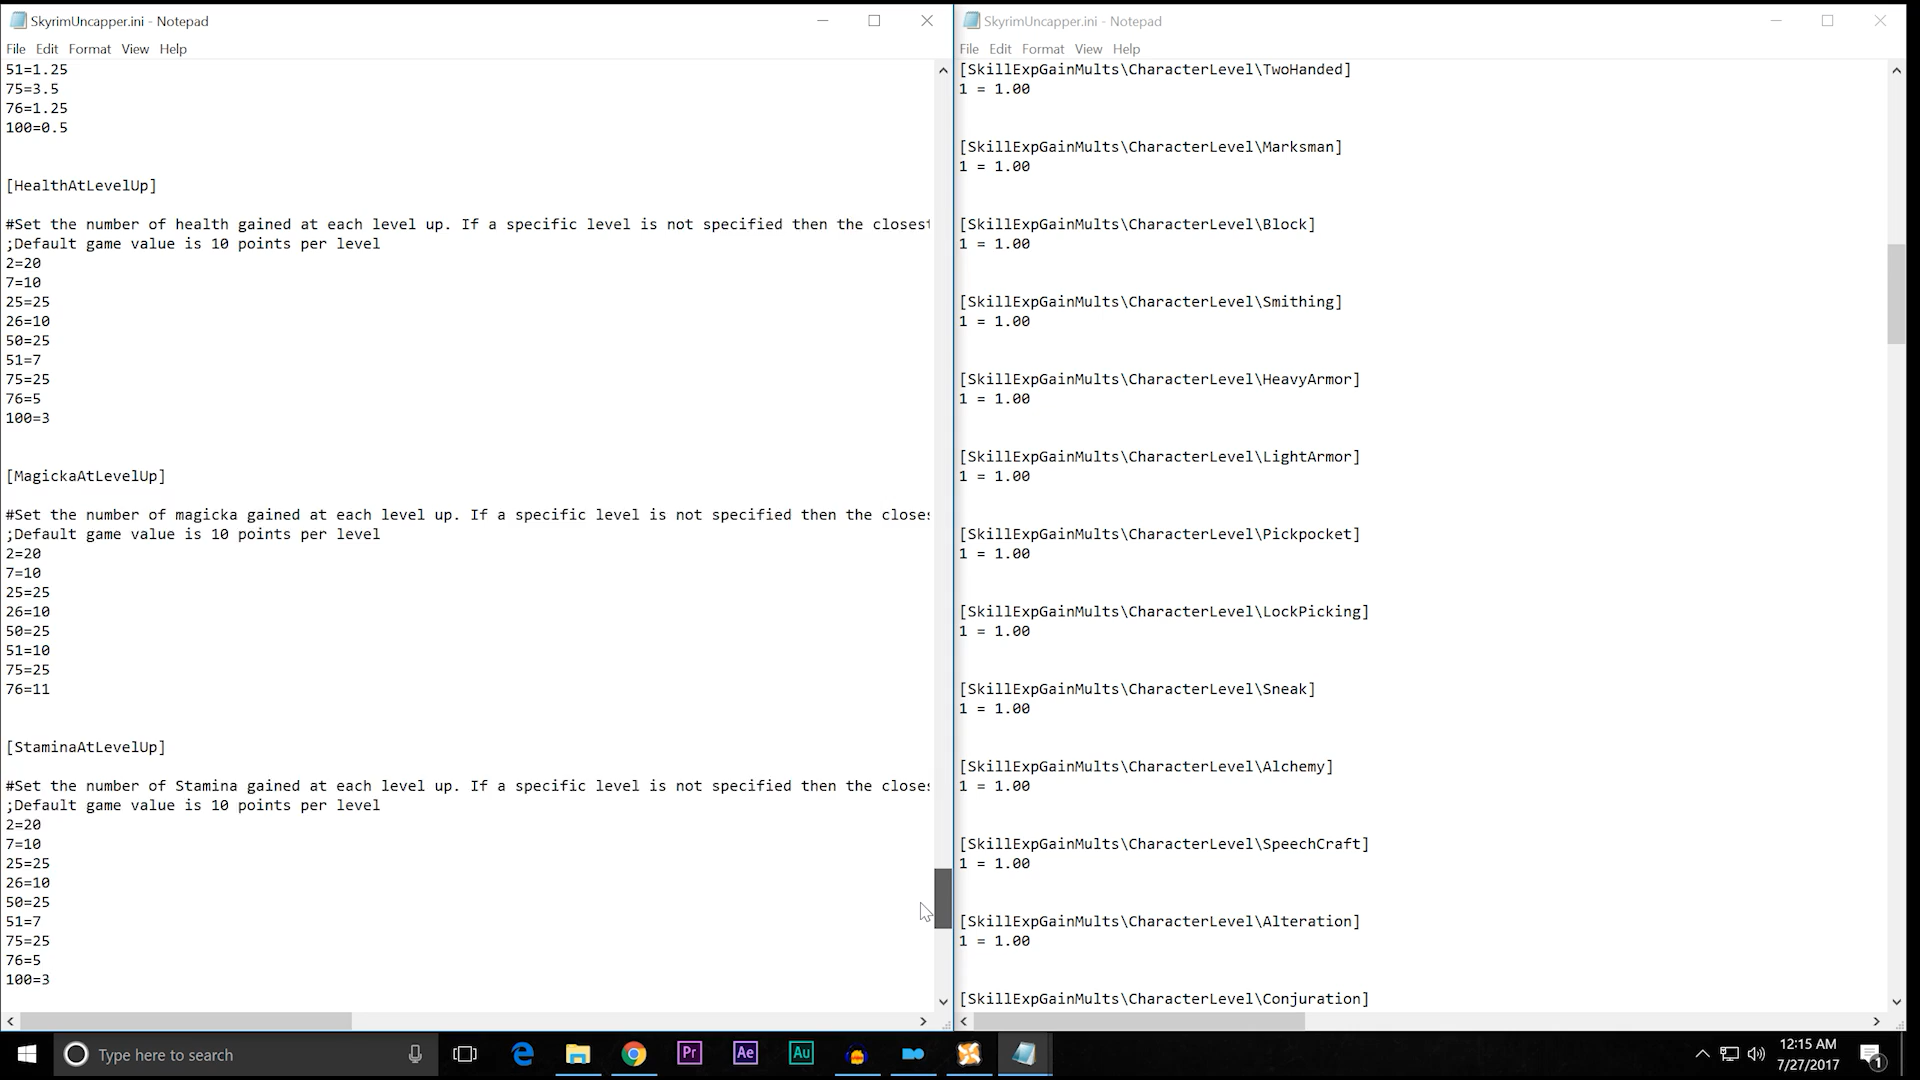 SkyrimUncapper.ini - Notepad
File Edit Format View Help
51=1.25
75=3.5
76=1.25
100=0.5
[HealthAtLevelUp]
#Set the number of health gained at each level up. If a specific level is not specified then the closest
;Default game value is 10 points per level
2=20
7=10
25=25
26=10
50=25
51=7
75=25
76=5
100=3
[MagickaAtLevelUp]
#Set the number of magicka gained at each level up. If a specific level is not specified then the closes
;Default game value is 10 points per level
2=20
7=10
25=25
26=10
50=25
51=10
75=25
76=11
[StaminaAtLevelUp]
#Set the number of Stamina gained at each level up. If a specific level is not specified then the closes
;Default game value is 10 points per level
2=20
7=10
25=25
26=10
50=25
51=7
75=25
76=5
100=3
SkyrimUncapper.ini - Notepad
File Edit Format View Help
[SkillExpGainMults\CharacterLevel\TwoHanded]
1 = 1.00
[SkillExpGainMults\CharacterLevel\Marksman]
1 = 1.00
[SkillExpGainMults\CharacterLevel\Block]
1 = 1.00
[SkillExpGainMults\CharacterLevel\Smithing]
1 = 1.00
[SkillExpGainMults\CharacterLevel\HeavyArmor]
1 = 1.00
[SkillExpGainMults\CharacterLevel\LightArmor]
1 = 1.00
[SkillExpGainMults\CharacterLevel\Pickpocket]
1 = 1.00
[SkillExpGainMults\CharacterLevel\LockPicking]
1 = 1.00
[SkillExpGainMults\CharacterLevel\Sneak]
1 = 1.00
[SkillExpGainMults\CharacterLevel\Alchemy]
1 = 1.00
[SkillExpGainMults\CharacterLevel\SpeechCraft]
1 = 1.00
[SkillExpGainMults\CharacterLevel\Alteration]
1 = 1.00
[SkillExpGainMults\CharacterLevel\Conjuration]
Type here to search
Pr
Ae
Au
12:15 AM
7/27/2017
1